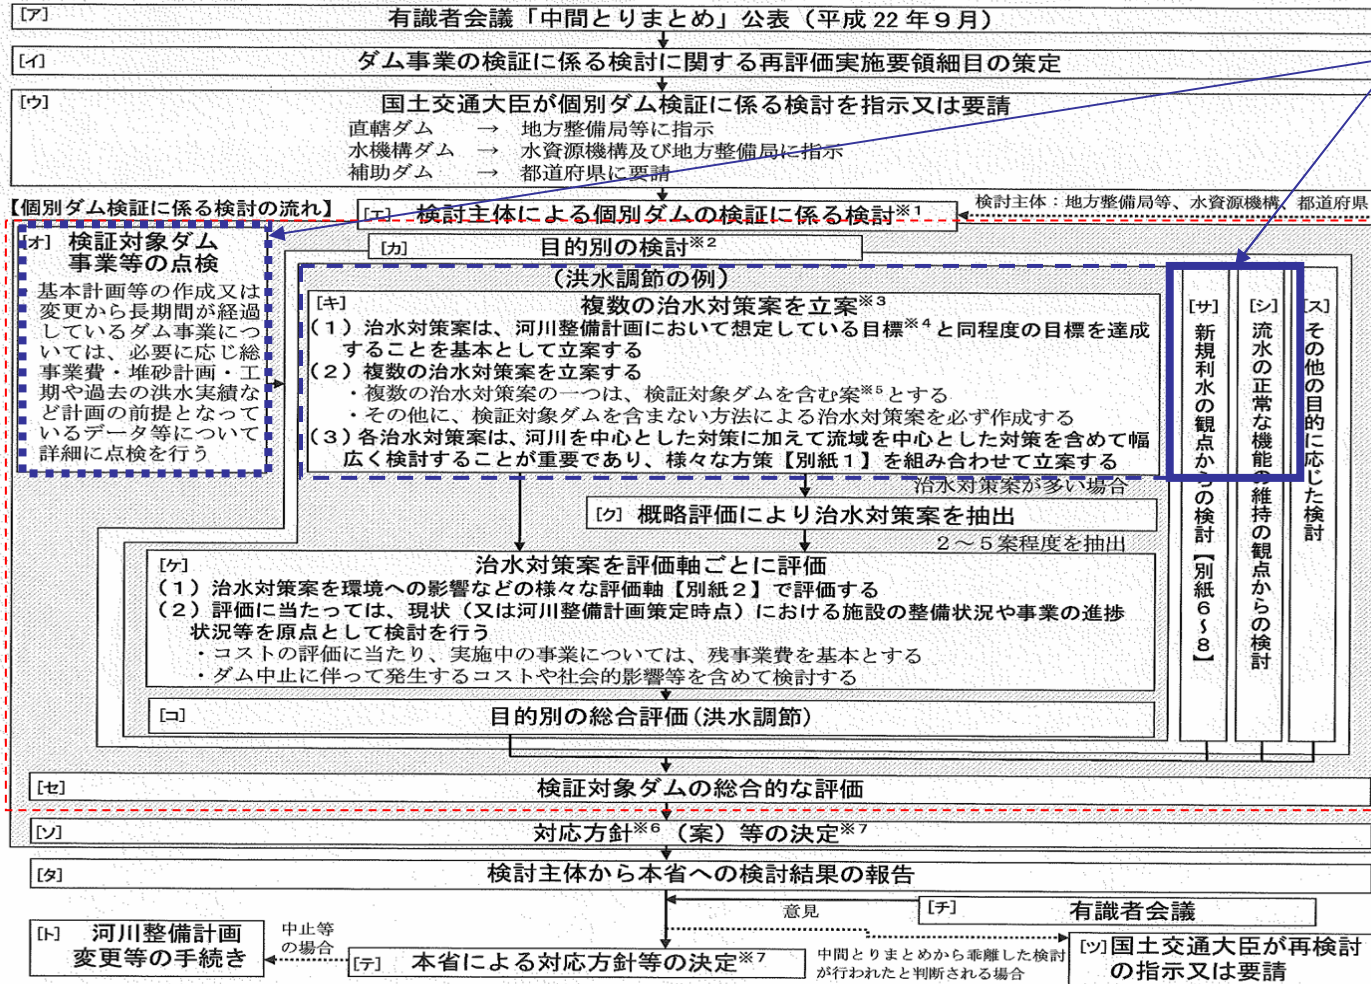 [ア] 有識者会議「中間とりまとめ」公表（平成22年９月）
[イ] ダム事業の検証に係る検討に関する再評価実施要領細目の策定
[ウ] 国土交通大臣が個別ダム検証に係る検討を指示又は要請
直轄ダム → 地方整備局等に指示
水機構ダム → 水資源機構及び地方整備局に指示
補助ダム → 都道府県に要請
【個別ダム検証に係る検討の流れ】
[エ] 検討主体による個別ダムの検証に係る検討※1
検討主体：地方整備局等、水資源機構、都道府県
[オ] 検証対象ダム
事業等の点検
基本計画等の作成又は
変更から長期間が経過
しているダム事業につ
いては、必要に応じ総
事業費・堆砂計画・工
期や過去の洪水実績な
ど計画の前提となって
いるデータ等について
詳細に点検を行う
[カ] 目的別の検討※2
(洪水調節の例)
[キ] 複数の治水対策案を立案※3
（１）治水対策案は、河川整備計画において想定している目標※4と同程度の目標を達成
することを基本として立案する
（２）複数の治水対策案を立案する
・複数の治水対策案の一つは、検証対象ダムを含む案※5とする
・その他に、検証対象ダムを含まない方法による治水対策案を必ず作成する
（３）各治水対策案は、河川を中心とした対策に加えて流域を中心とした対策を含めて幅
広く検討することが重要であり、様々な方策【別紙１】を組み合わせて立案する
治水対策案が多い場合
[ク] 概略評価により治水対策案を抽出
２～５案程度を抽出
[ケ] 治水対策案を評価軸ごとに評価
（１）治水対策案を環境への影響などの様々な評価軸【別紙２】で評価する
（２）評価に当たっては、現状（又は河川整備計画策定時点）における施設の整備状況や事業の進捗
状況等を原点として検討を行う
・コストの評価に当たり、実施中の事業については、残事業費を基本とする
・ダム中止に伴って発生するコストや社会的影響等を含めて検討する
[コ] 目的別の総合評価(洪水調節)
[サ] 新規利水の観点からの検討【別紙６～８】
[シ] 流水の正常な機能の維持の観点からの検討
[ス] その他の目的に応じた検討
[セ] 検証対象ダムの総合的な評価
[ソ] 対応方針※6（案）等の決定※7
[タ] 検討主体から本省への検討結果の報告
意見
[チ] 有識者会議
[ト] 河川整備計画
変更等の手続き
中止等
の場合
[テ] 本省による対応方針等の決定※7
中間とりまとめから乖離した検討
が行われたと判断される場合
[ツ] 国土交通大臣が再検討
の指示又は要請